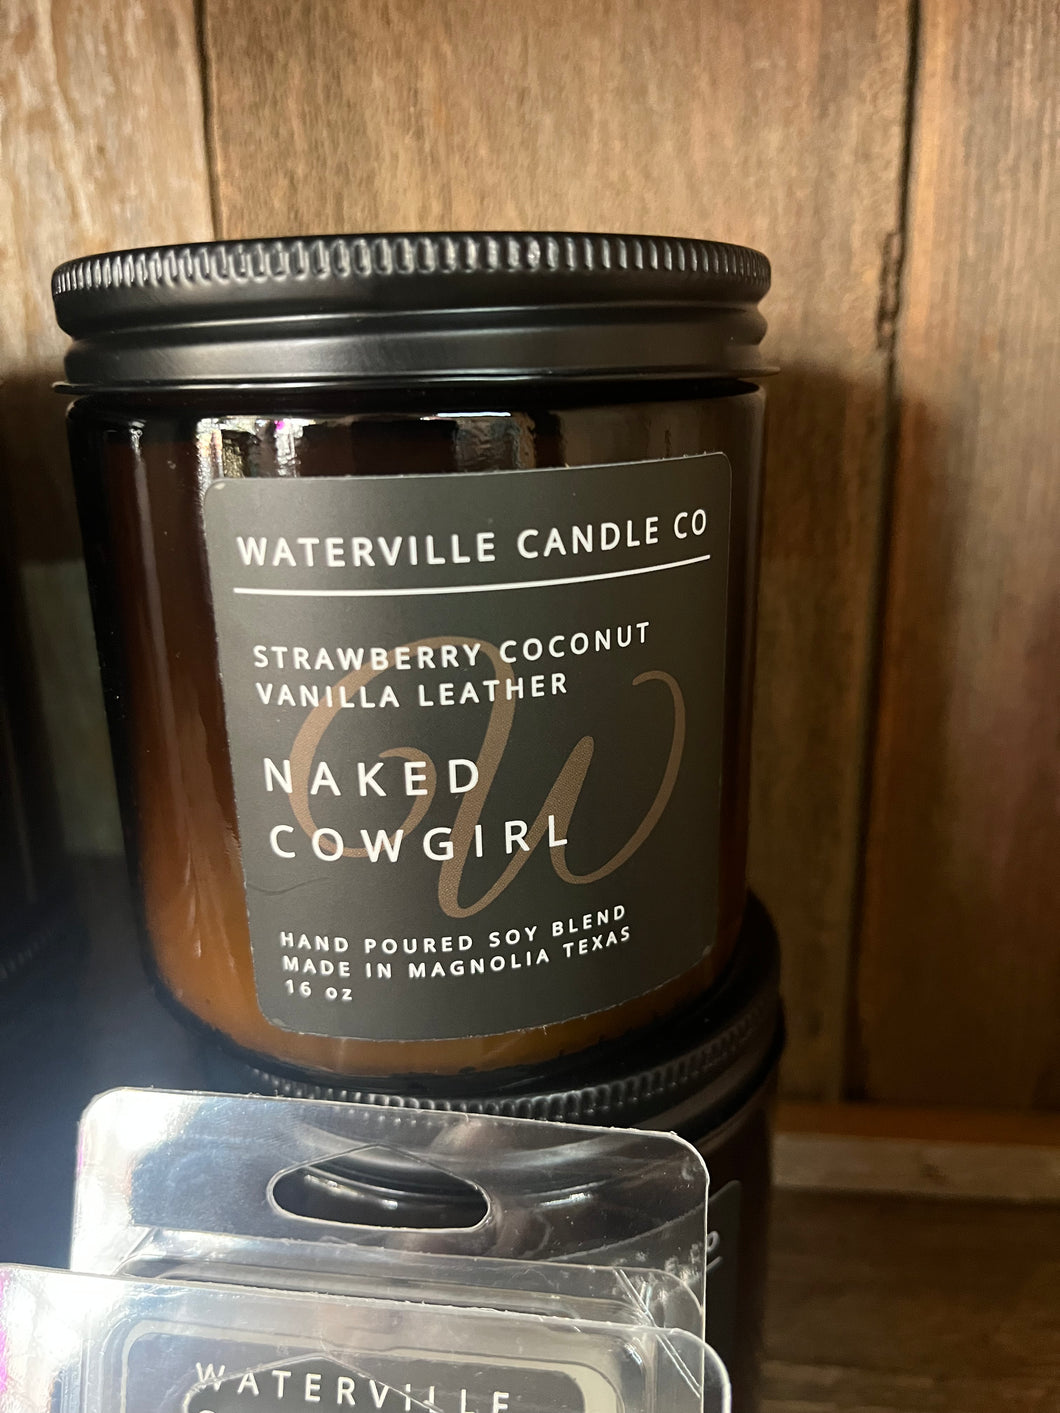 WATERVILLE CANDLE CO
STRAWBERRY COCONUT
VANILLA LEATHER
NAKED
COWGIRL
HAND POURED SOY BLEND
MADE IN MAGNOLIA TEXAS
16 oz
WATERVILLE